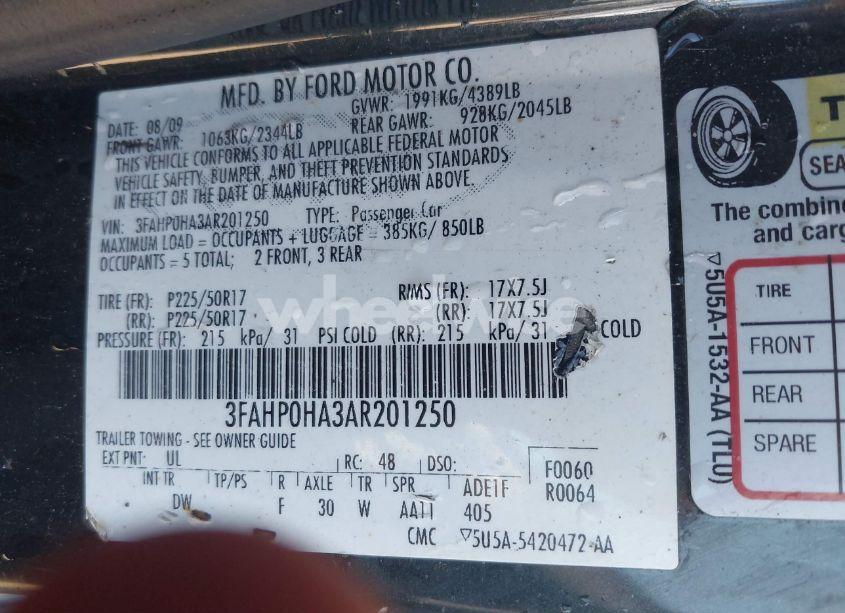 MFD. BY FORD MOTOR CO.
DATE: 08/09 GVWR: 1991KG/4389LB
FRONT GAWR: 1063KG/2344LB REAR GAWR: 928KG/2045LB
THIS VEHICLE CONFORMS TO ALL APPLICABLE FEDERAL MOTOR
VEHICLE SAFETY, BUMPER, AND THEFT PREVENTION STANDARDS
IN EFFECT ON THE DATE OF MANUFACTURE SHOWN ABOVE.
VIN: 3FAHP0HA3AR201250 TYPE: Passenger Car
MAXIMUM LOAD = OCCUPANTS + LUGGAGE = 385KG/ 850LB
OCCUPANTS = 5 TOTAL; 2 FRONT, 3 REAR
TIRE (FR): P225/50R17 RIMS (FR): 17X7.5J
(RR): P225/50R17 (RR): 17X7.5J
PRESSURE (FR): 215 kPa/ 31 PSI COLD (RR): 215 kPa/ 31 COLD
3FAHP0HA3AR201250
TRAILER TOWING - SEE OWNER GUIDE
EXT PNT: UL RC: 48 DSO: F0060
INT TR TP/PS R AXLE TR SPR ADE1F R0064
DW F 30 W AA11 405
CMC ▽5U5A-5420472-AA
T
SEA
The combine
and carg
TIRE
FRONT
REAR
SPARE
▽5U5A-1532-AA (TLU)